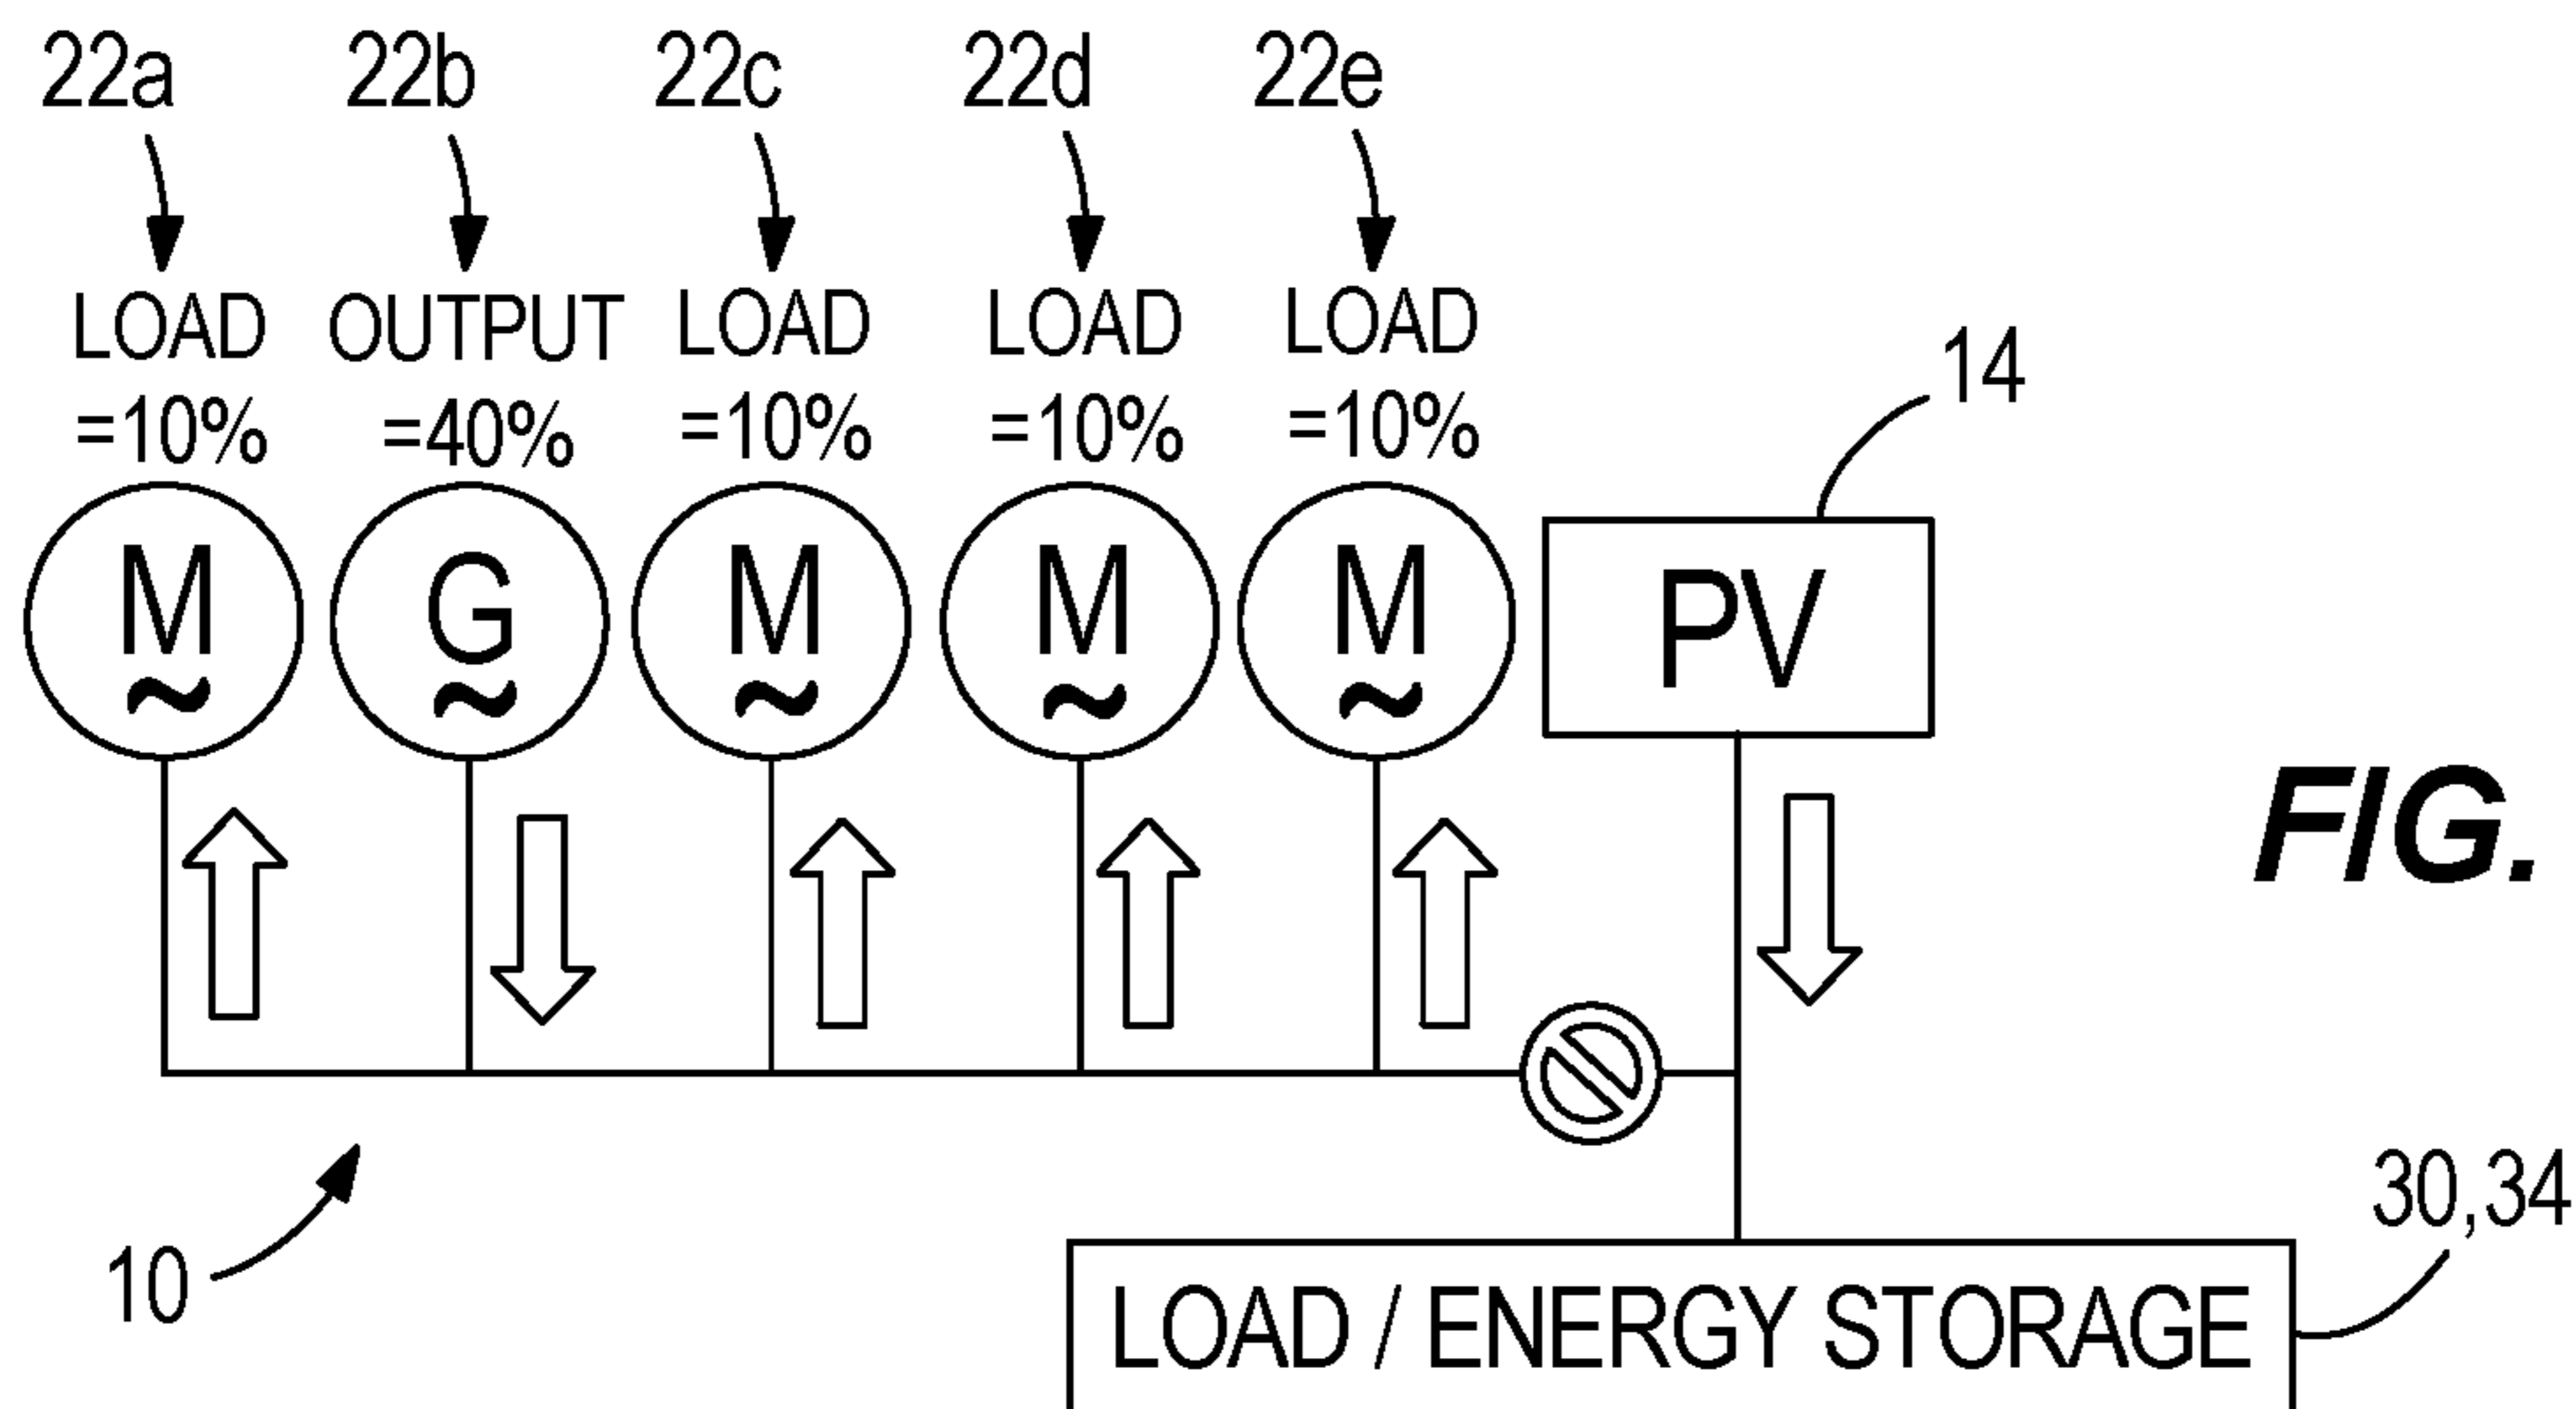 22a 22b 22c 22d 22e
LOAD OUTPUT LOAD LOAD LOAD
=10% =40% =10% =10% =10%
14
M G M M M PV
~ ~ ~ ~ ~
FIG.
30,34
10
LOAD / ENERGY STORAGE